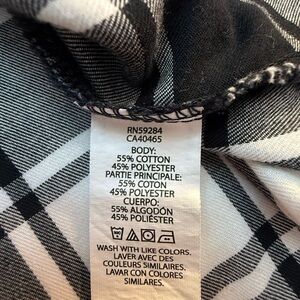 RN59284
CA40465
BODY:
55% COTTON
45% POLYESTER
PARTIE PRINCIPALE:
55% COTON
45% POLYESTER
CUERPO:
55% ALGODÓN
45% POLIÉSTER
WASH WITH LIKE COLORS.
LAVER AVEC DES
COULEURS SIMILAIRES.
LAVAR CON COLORES
SIMILARES.